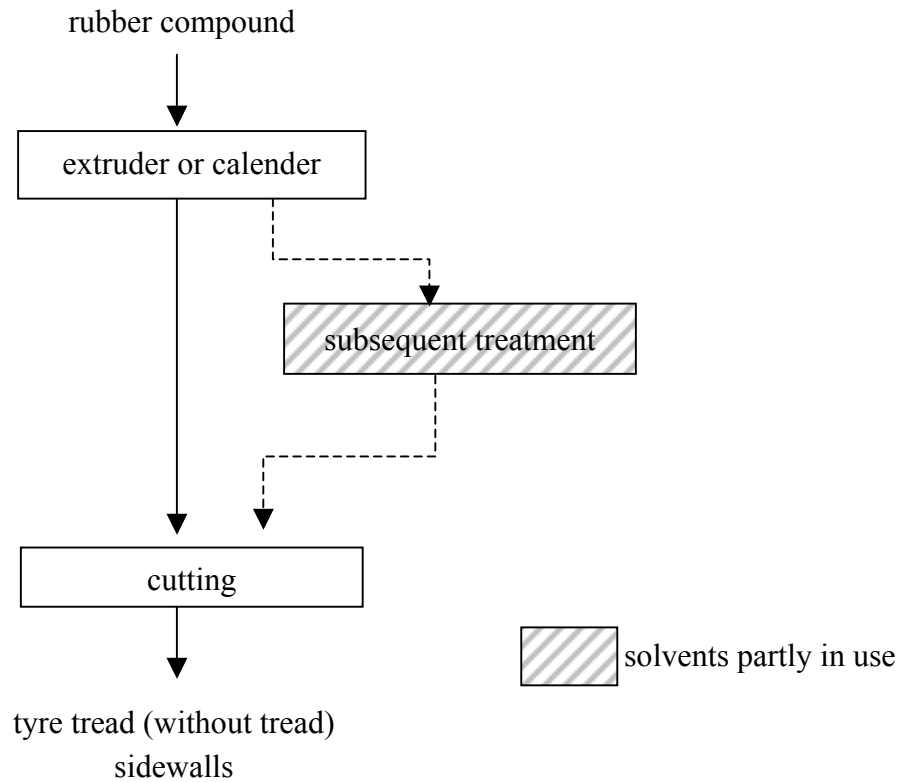 rubber compound
extruder or calender
subsequent treatment
cutting
solvents partly in use
tyre tread (without tread)
sidewalls